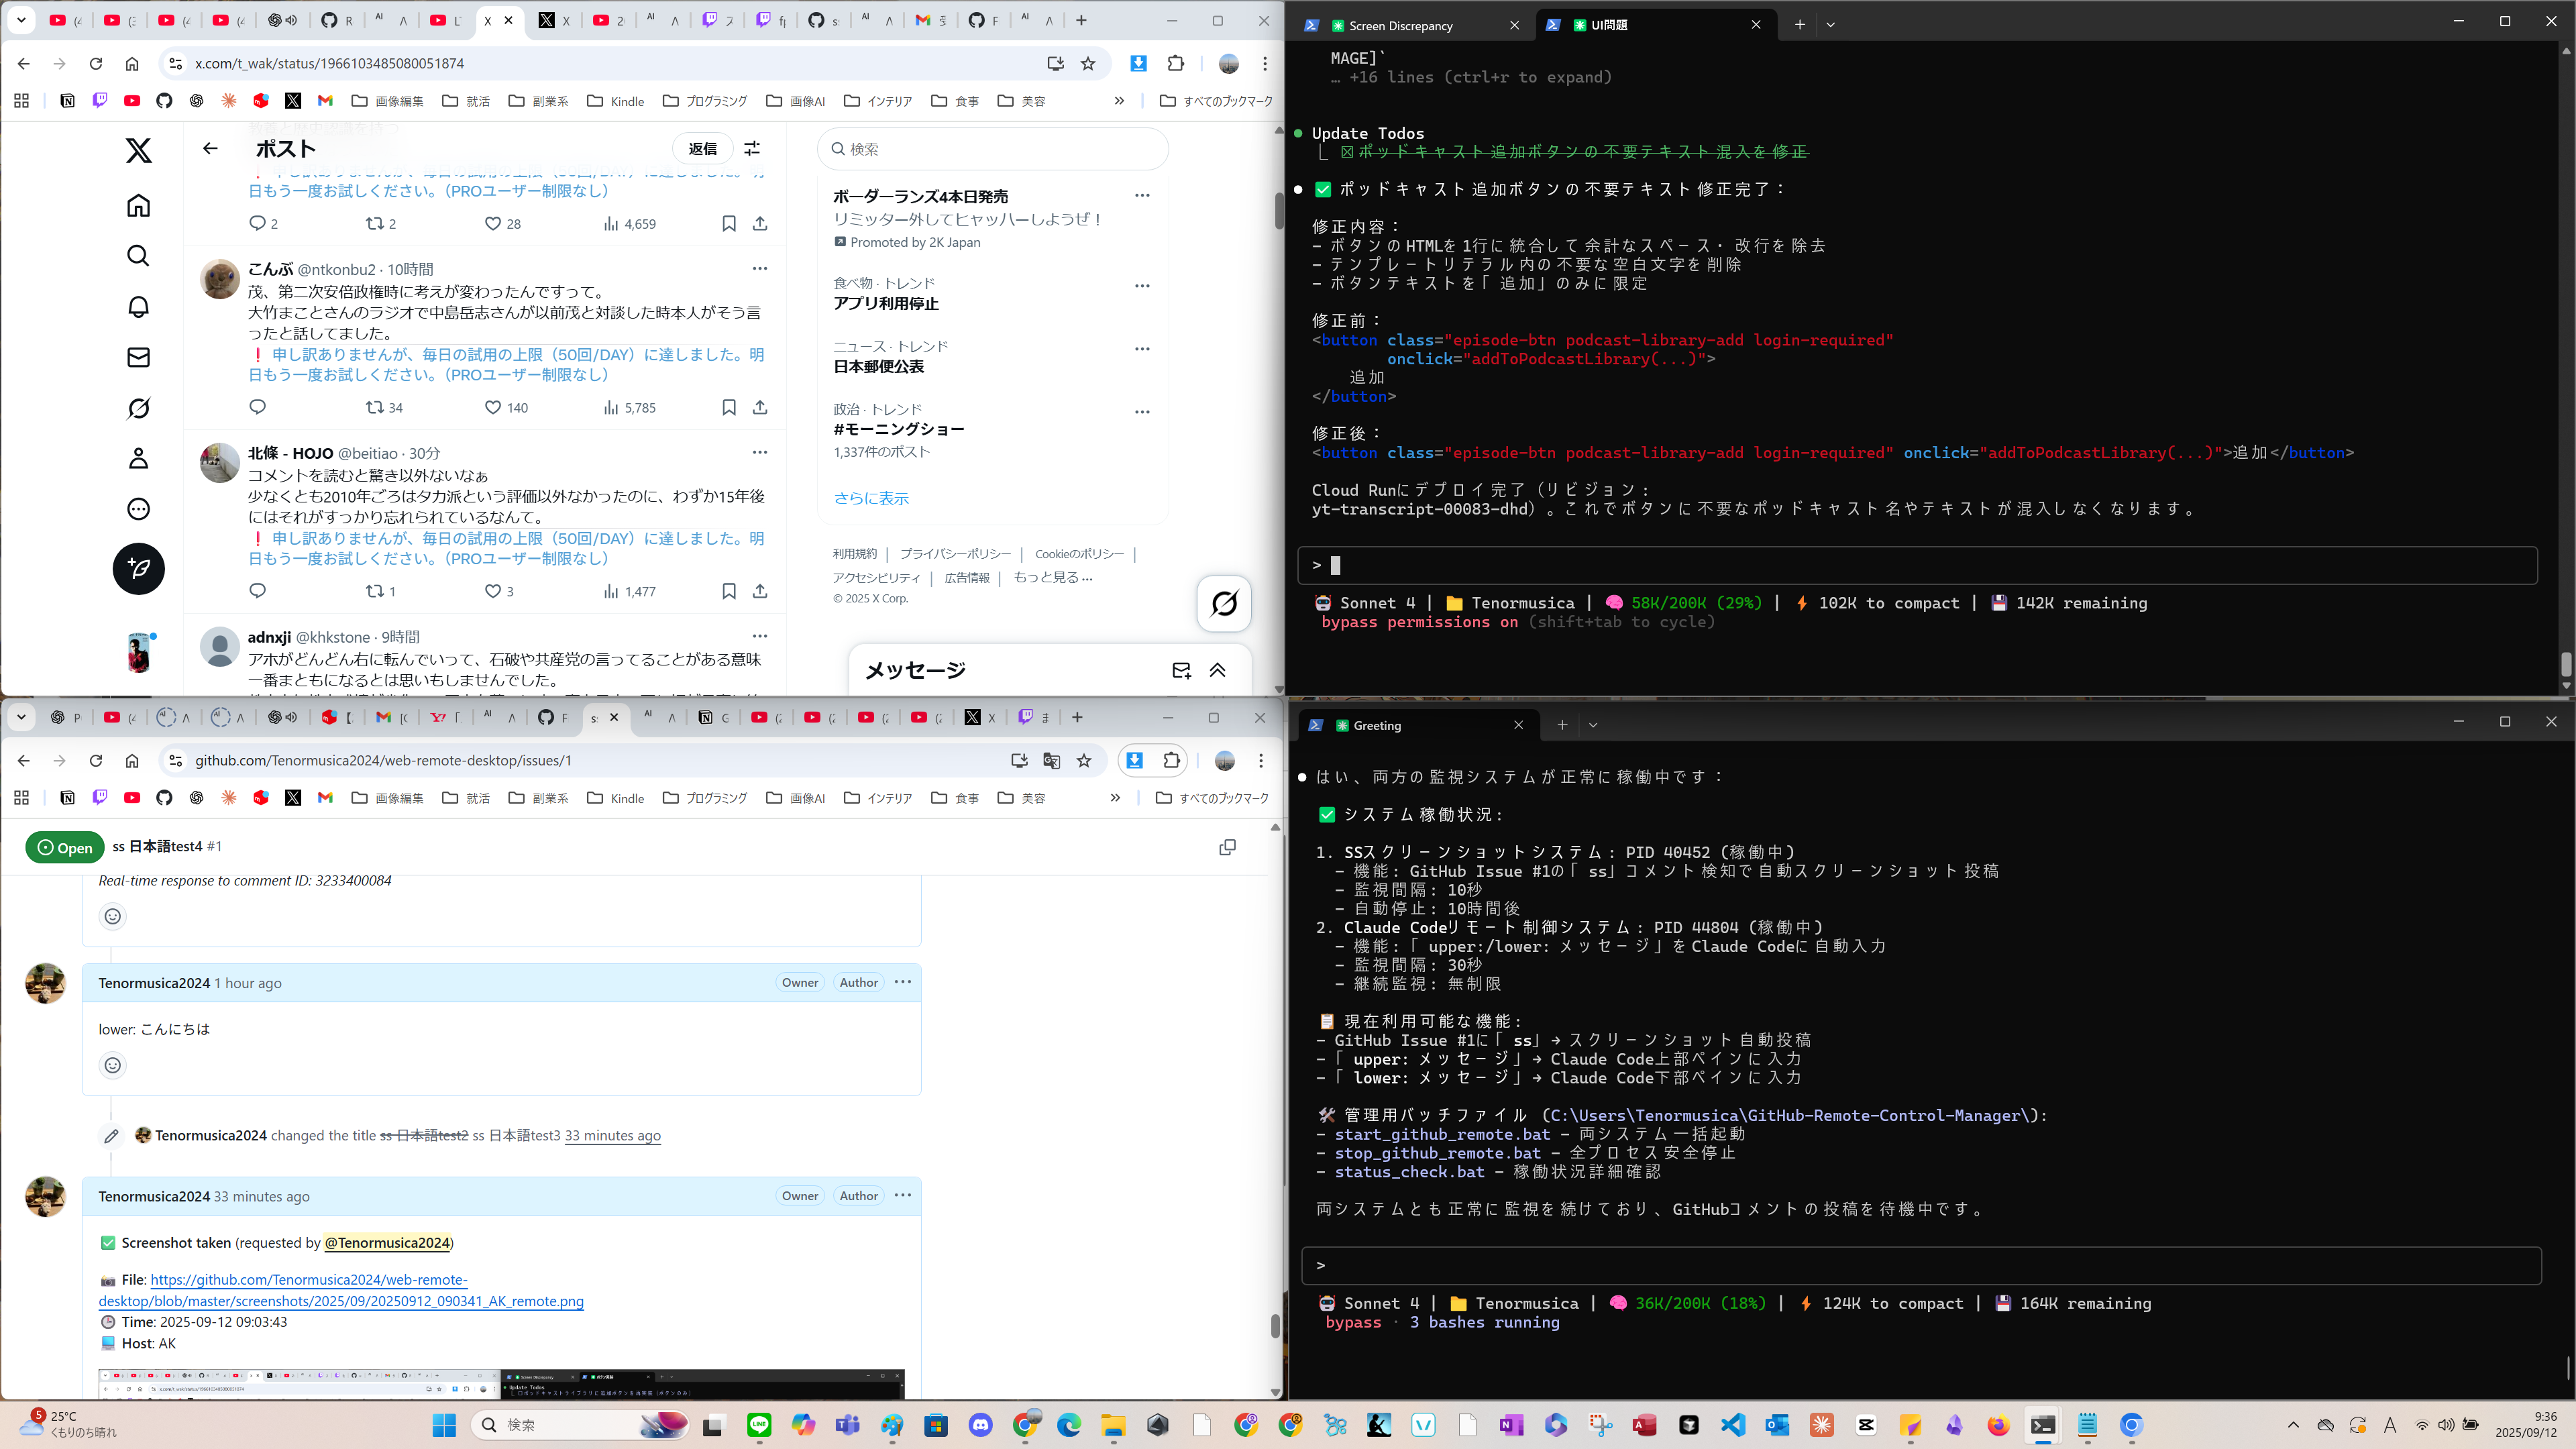 x.com/t_wak/status/1966103485080051874
画像編集
就活
副業系
Kindle
プログラミング
画像AI
インテリア
食事
美容
すべてのブックマーク
ポスト
返信
日もう一度お試しください。（PROユーザー制限なし）
2
2
28
4,659
こんぶ @ntkonbu2 · 10時間
茂、第二次安倍政権時に考えが変わったんですって。
大竹まことさんのラジオで中島岳志さんが以前茂と対談した時本人がそう言
ったと話してました。
❗ 申し訳ありませんが、毎日の試用の上限（50回/DAY）に達しました。明
日もう一度お試しください。（PROユーザー制限なし）
34
140
5,785
北條 - HOJO @beitiao · 30分
コメントを読むと驚き以外ないなぁ
少なくとも2010年ごろはタカ派という評価以外なかったのに、わずか15年後
にはそれがすっかり忘れられているなんて。
❗ 申し訳ありませんが、毎日の試用の上限（50回/DAY）に達しました。明
日もう一度お試しください。（PROユーザー制限なし）
1
3
1,477
adnxji @khkstone · 9時間
アホがどんどん右に転んでいって、石破や共産党の言ってることがある意味
一番まともになるとは思いもしませんでした。
検索
ボーダーランズ4本日発売
リミッター外してヒャッハーしようぜ！
Promoted by 2K Japan
食べ物 · トレンド
アプリ利用停止
ニュース · トレンド
日本郵便公表
政治 · トレンド
#モーニングショー
1,337件のポスト
さらに表示
利用規約 | プライバシーポリシー | Cookieのポリシー |
アクセシビリティ | 広告情報 | もっと見る ...
© 2025 X Corp.
メッセージ
Screen Discrepancy
UI問題
MAGE]`
… +16 lines (ctrl+r to expand)
Update Todos
☒ ポッドキャスト追加ボタンの不要テキスト混入を修正
✅ ポッドキャスト追加ボタンの不要テキスト修正完了：
修正内容：
- ボタンのHTMLを1行に統合して余計なスペース・改行を除去
- テンプレートリテラル内の不要な空白文字を削除
- ボタンテキストを「追加」のみに限定
修正前：
<button class="episode-btn podcast-library-add login-required"
onclick="addToPodcastLibrary(...)">
追加
</button>
修正後：
<button class="episode-btn podcast-library-add login-required" onclick="addToPodcastLibrary(...)">追加</button>
Cloud Runにデプロイ完了（リビジョン：
yt-transcript-00083-dhd）。これでボタンに不要なポッドキャスト名やテキストが混入しなくなります。
>
Sonnet 4 | Tenormusica | 58K/200K (29%) | 102K to compact | 142K remaining
bypass permissions on (shift+tab to cycle)
github.com/Tenormusica2024/web-remote-desktop/issues/1
画像編集
就活
副業系
Kindle
プログラミング
画像AI
インテリア
食事
美容
すべてのブックマーク
Open
ss 日本語test4 #1
Real-time response to comment ID: 3233400084
Tenormusica2024 1 hour ago
Owner
Author
lower: こんにちは
Tenormusica2024 changed the title ss 日本語test2 ss 日本語test3 33 minutes ago
Tenormusica2024 33 minutes ago
Owner
Author
✅ Screenshot taken (requested by @Tenormusica2024)
File: https://github.com/Tenormusica2024/web-remote-
desktop/blob/master/screenshots/2025/09/20250912_090341_AK_remote.png
Time: 2025-09-12 09:03:43
Host: AK
Greeting
はい、両方の監視システムが正常に稼働中です：
✅ システム稼働状況：
1. SSスクリーンショットシステム: PID 40452 (稼働中)
- 機能: GitHub Issue #1の「ss」コメント検知で自動スクリーンショット投稿
- 監視間隔: 10秒
- 自動停止: 10時間後
2. Claude Codeリモート制御システム: PID 44804 (稼働中)
- 機能:「upper:/lower: メッセージ」をClaude Codeに自動入力
- 監視間隔: 30秒
- 継続監視: 無制限
現在利用可能な機能:
- GitHub Issue #1に「ss」→ スクリーンショット自動投稿
-「upper: メッセージ」→ Claude Code上部ペインに入力
-「lower: メッセージ」→ Claude Code下部ペインに入力
管理用バッチファイル (C:\Users\Tenormusica\GitHub-Remote-Control-Manager\):
- start_github_remote.bat - 両システム一括起動
- stop_github_remote.bat - 全プロセス安全停止
- status_check.bat - 稼働状況詳細確認
両システムとも正常に監視を続けており、GitHubコメントの投稿を待機中です。
>
Sonnet 4 | Tenormusica | 36K/200K (18%) | 124K to compact | 164K remaining
bypass · 3 bashes running
5
25°C
くもりのち晴れ
検索
A
9:36
2025/09/12